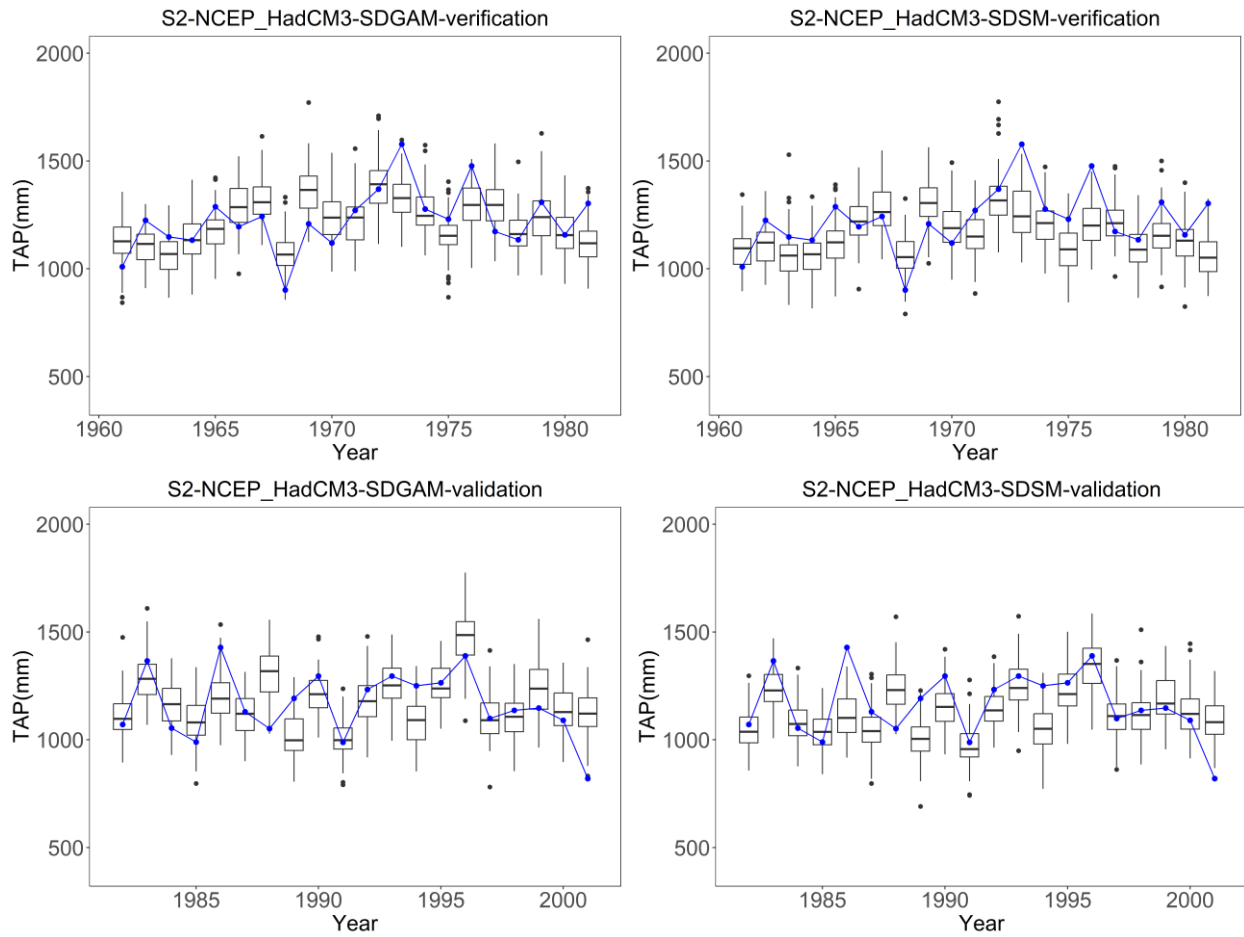 S2-NCEP_HadCM3-SDGAM-verification
TAP(mm)
2000
1500
1000
500
1960 1965 1970 1975 1980
Year
S2-NCEP_HadCM3-SDSM-verification
TAP(mm)
2000
1500
1000
500
1960 1965 1970 1975 1980
Year
S2-NCEP_HadCM3-SDGAM-validation
TAP(mm)
2000
1500
1000
500
1985 1990 1995 2000
Year
S2-NCEP_HadCM3-SDSM-validation
TAP(mm)
2000
1500
1000
500
1985 1990 1995 2000
Year